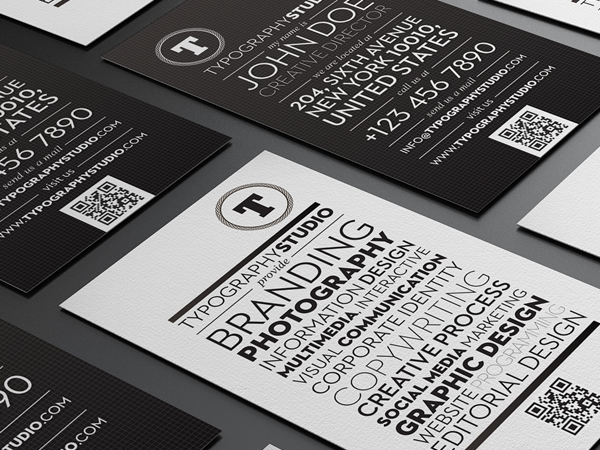 T
TYPOGRAPHYSTU
my name is
JOHN DOE
CREATIVE DIRECTOR
we are located at
204, SIXTH AVENUE
NEW YORK 10010,
UNITED STATES
call us at
+123 456 7890
send us a mail
INFO@TYPOGRAPHYSTUDIO.COM
visit us
WWW.TYPOGRAPHYSTUDIO.COM
AVENUE
10010,
STATES
456 7890
send us a mail
TYPOGRAPHYSTUDIO.COM
visit us
WWW.TYPOGRAPHYSTUDIO.COM
T
TYPOGRAPHYSTUDIO
provide
BRANDING
PHOTOGRAPHY
INFORMATION DESIGN
MULTIMEDIA, INTERACTIVE
VISUAL COMMUNICATION
CORPORATE IDENTITY
COPYWRITING
CREATIVE PROCESS
SOCIAL MEDIA MARKETING
GRAPHIC DESIGN
WEBSITE PROGRAMMING
EDITORIAL DESIGN
90
STUDIO.COM
STUDIO.COM